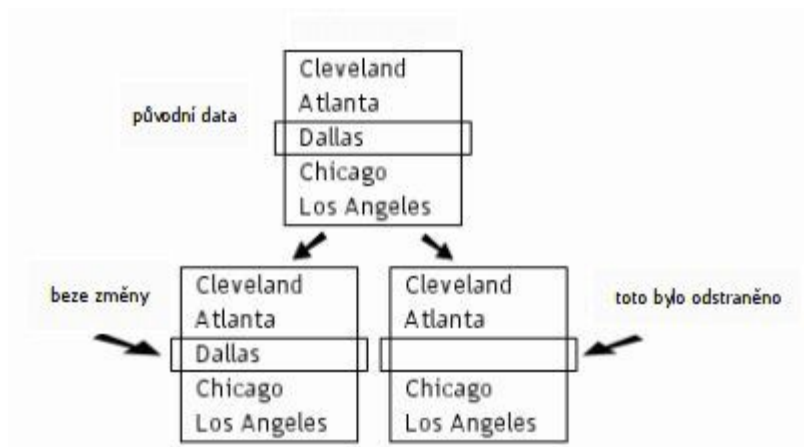 Cleveland
Atlanta
původní data
Dallas
Chicago
Los Angeles
beze změny
Cleveland
Atlanta
Dallas
Chicago
Los Angeles
Cleveland
Atlanta
Chicago
Los Angeles
toto bylo odstraněno